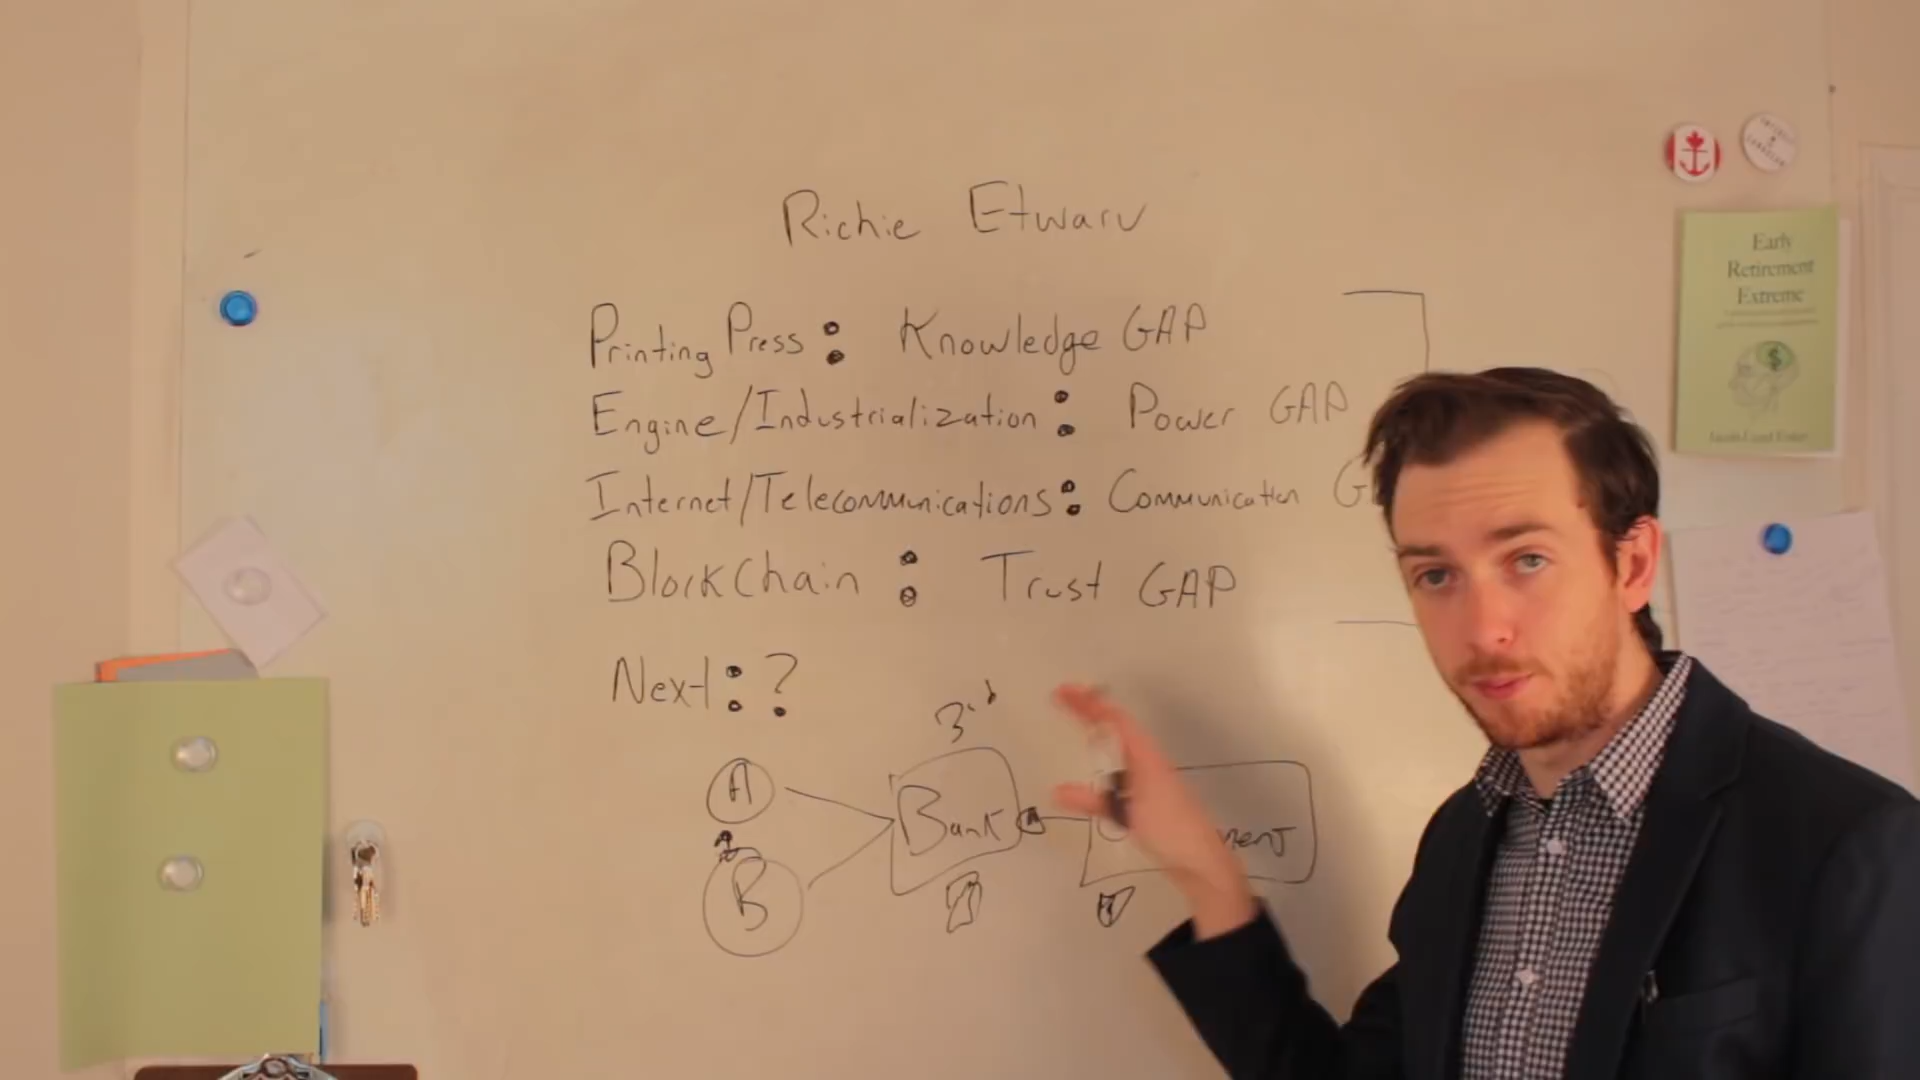 Richie Etwaru
Printing Press: Knowledge GAP
Engine/Industrialization: Power GAP
Internet/Telecommunications: Communication
BlockChain: Trust GAP
Next: ?
3rd
A
Bank
B
Early
Retirement
Extreme
$